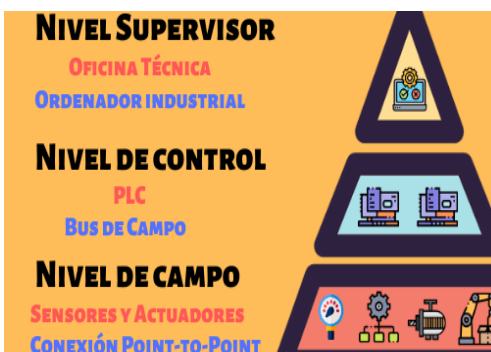 Nivel Supervisor
Oficina Técnica
Ordenador industrial
Nivel de control
PLC
Bus de Campo
Nivel de campo
Sensores y Actuadores
Conexión Point-to-Point